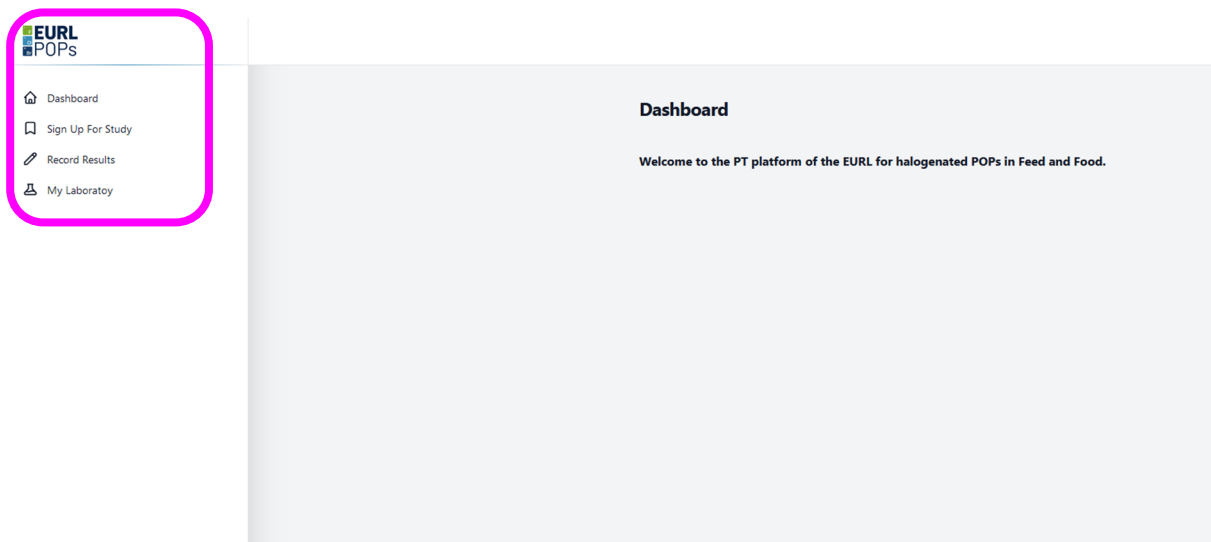 EURL
POPs
Dashboard
Sign Up For Study
Record Results
My Laboratoy
Dashboard
Welcome to the PT platform of the EURL for halogenated POPs in Feed and Food.